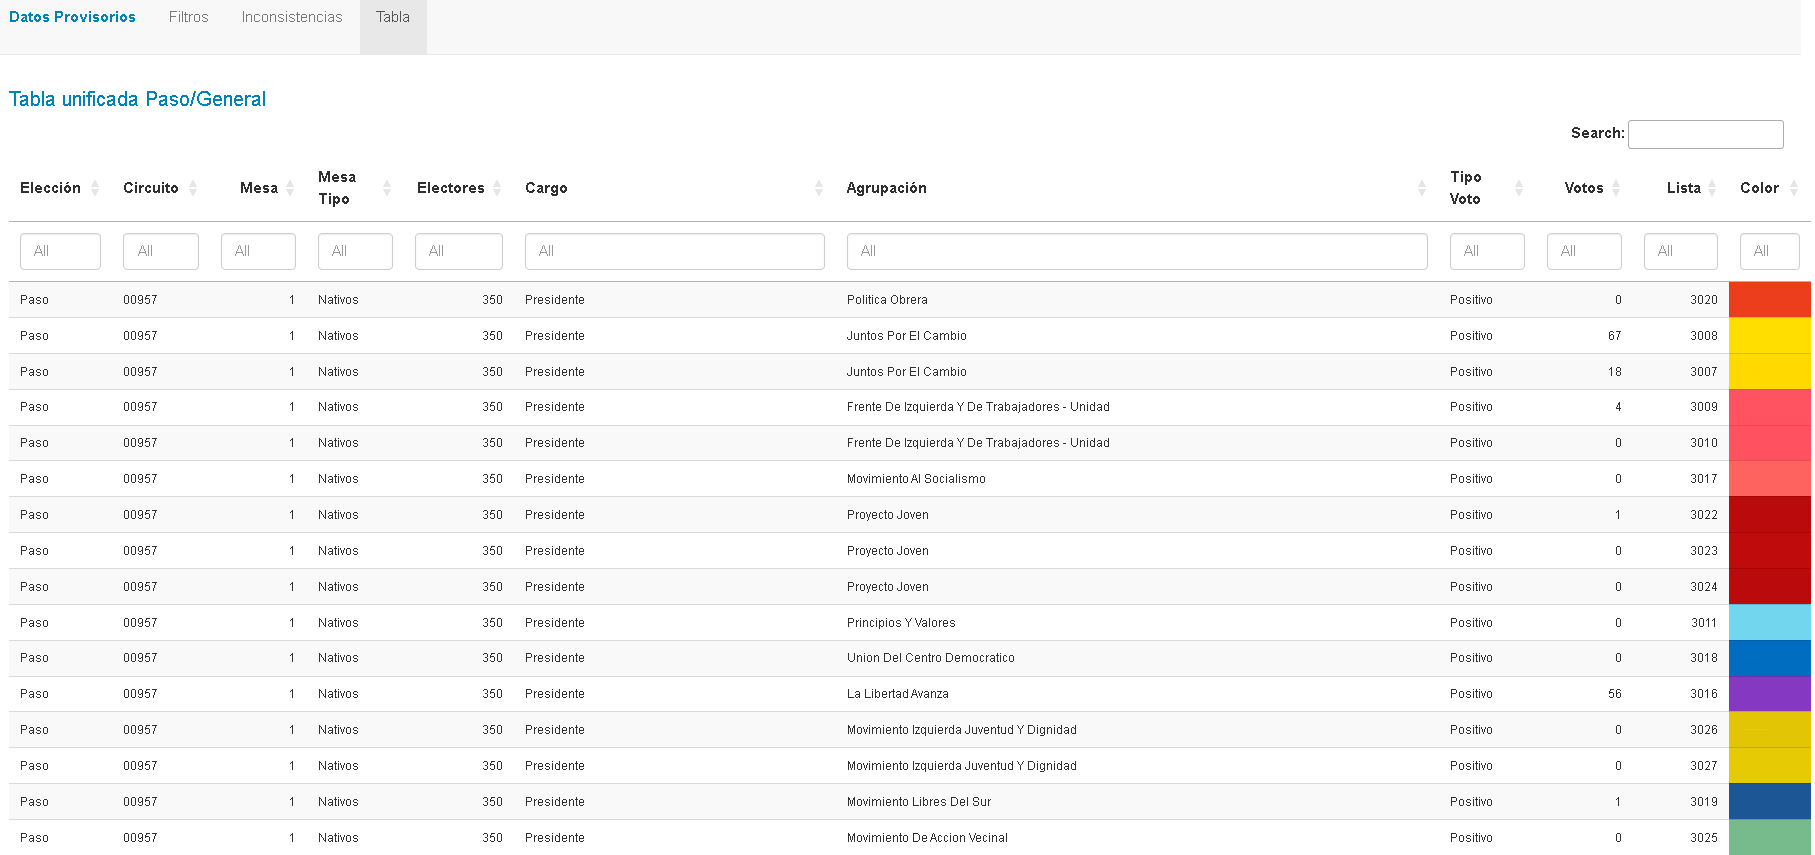 Datos Provisorios Filtros Inconsistencias Tabla
Tabla unificada Paso/General
Search:
Elección Circuito Mesa Mesa Tipo Electores Cargo Agrupación Tipo Voto Votos Lista Color
All All All All All All All All All All All
Paso 00957 1 Nativos 350 Presidente Politica Obrera Positivo 0 3020
Paso 00957 1 Nativos 350 Presidente Juntos Por El Cambio Positivo 67 3008
Paso 00957 1 Nativos 350 Presidente Juntos Por El Cambio Positivo 18 3007
Paso 00957 1 Nativos 350 Presidente Frente De Izquierda Y De Trabajadores - Unidad Positivo 4 3009
Paso 00957 1 Nativos 350 Presidente Frente De Izquierda Y De Trabajadores - Unidad Positivo 0 3010
Paso 00957 1 Nativos 350 Presidente Movimiento Al Socialismo Positivo 0 3017
Paso 00957 1 Nativos 350 Presidente Proyecto Joven Positivo 1 3022
Paso 00957 1 Nativos 350 Presidente Proyecto Joven Positivo 0 3023
Paso 00957 1 Nativos 350 Presidente Proyecto Joven Positivo 0 3024
Paso 00957 1 Nativos 350 Presidente Principios Y Valores Positivo 0 3011
Paso 00957 1 Nativos 350 Presidente Union Del Centro Democratico Positivo 0 3018
Paso 00957 1 Nativos 350 Presidente La Libertad Avanza Positivo 56 3016
Paso 00957 1 Nativos 350 Presidente Movimiento Izquierda Juventud Y Dignidad Positivo 0 3026
Paso 00957 1 Nativos 350 Presidente Movimiento Izquierda Juventud Y Dignidad Positivo 0 3027
Paso 00957 1 Nativos 350 Presidente Movimiento Libres Del Sur Positivo 1 3019
Paso 00957 1 Nativos 350 Presidente Movimiento De Accion Vecinal Positivo 0 3025